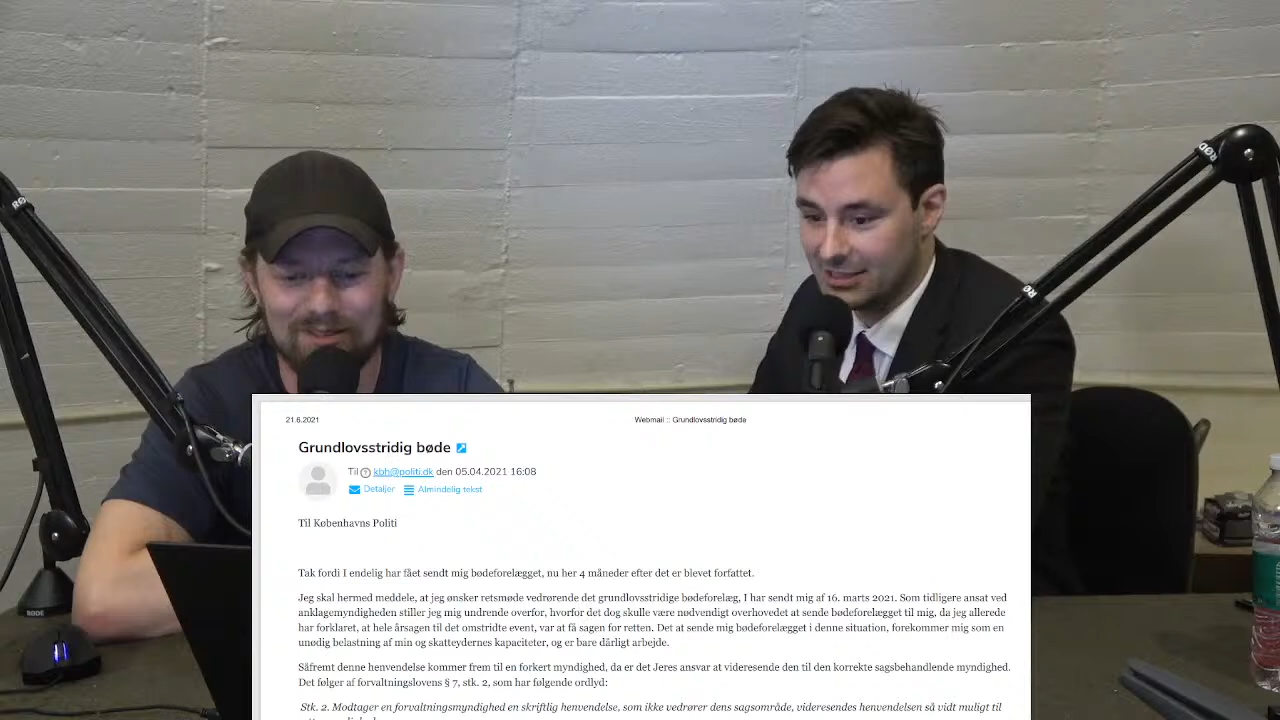 RØ
RØD
RØ
RØDE
21.6.2021
Webmail :: Grundlovsstridig bøde
Grundlovsstridig bøde
Til kbh@politi.dk den 05.04.2021 16:08
Detaljer Almindelig tekst
Til Københavns Politi
Tak fordi I endelig har fået sendt mig bødeforelægget, nu her 4 måneder efter det er blevet forfattet.
Jeg skal hermed meddele, at jeg ønsker retsmøde vedrørende det grundlovsstridige bødeforelæg, I har sendt mig af 16. marts 2021. Som tidligere ansat ved
anklagemyndigheden stiller jeg mig undrende overfor, hvorfor det dog skulle være nødvendigt overhovedet at sende bødeforelægget til mig, da jeg allerede
har forklaret, at hele årsagen til det omstridte event, var at få sagen for retten. Det at sende mig bødeforelægget i denne situation, forekommer mig som en
unødig belastning af min og skatteydernes kapaciteter, og er bare dårligt arbejde.
Såfremt denne henvendelse kommer frem til en forkert myndighed, da er det Jeres ansvar at videresende den til den korrekte sagsbehandlende myndighed.
Det følger af forvaltningslovens § 7, stk. 2, som har følgende ordlyd:
Stk. 2. Modtager en forvaltningsmyndighed en skriftlig henvendelse, som ikke vedrører dens sagsområde, videresendes henvendelsen så vidt muligt til